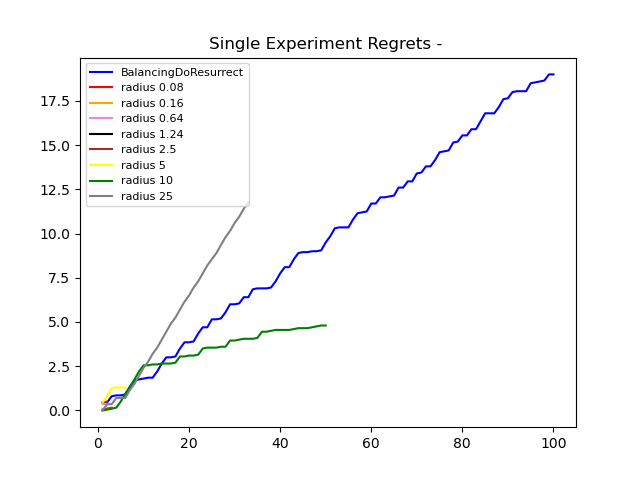 Single Experiment Regrets -
BalancingDoResurrect
radius 0.08
radius 0.16
radius 0.64
radius 1.24
radius 2.5
radius 5
radius 10
radius 25
17.5
15.0
12.5
10.0
7.5
5.0
2.5
0.0
0 20 40 60 80 100